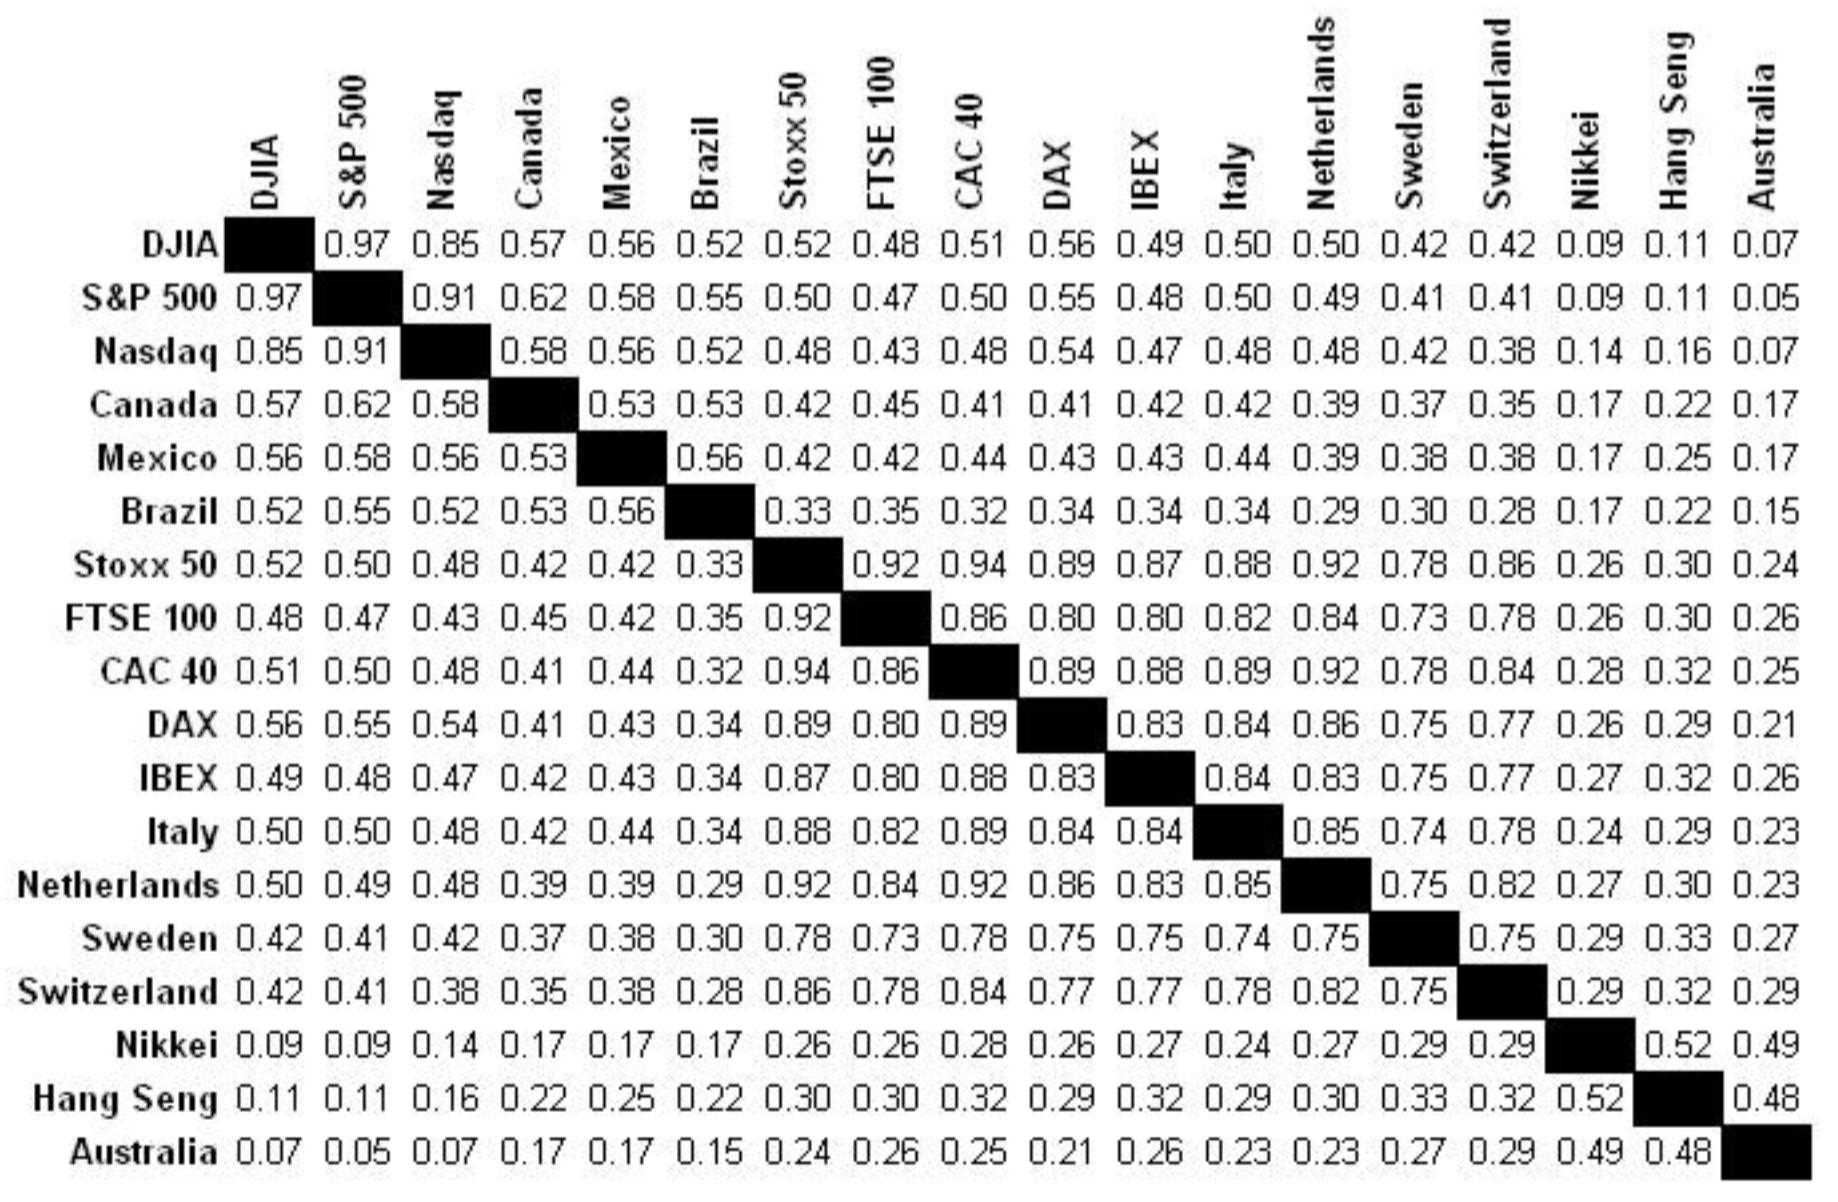 DJIA S&P 500 Nasdaq Canada Mexico Brazil Stoxx 50 FTSE 100 CAC 40 DAX IBEX Italy Netherlands Sweden Switzerland Nikkei Hang Seng Australia
DJIA 0.97 0.85 0.57 0.56 0.52 0.52 0.48 0.51 0.56 0.49 0.50 0.50 0.42 0.42 0.09 0.11 0.07
S&P 500 0.97 0.91 0.62 0.58 0.55 0.50 0.47 0.50 0.55 0.48 0.50 0.49 0.41 0.41 0.09 0.11 0.05
Nasdaq 0.85 0.91 0.58 0.56 0.52 0.48 0.43 0.48 0.54 0.47 0.48 0.48 0.42 0.38 0.14 0.16 0.07
Canada 0.57 0.62 0.58 0.53 0.53 0.42 0.45 0.41 0.41 0.42 0.42 0.39 0.37 0.35 0.17 0.22 0.17
Mexico 0.56 0.58 0.56 0.53 0.56 0.42 0.42 0.44 0.43 0.43 0.44 0.39 0.38 0.38 0.17 0.25 0.17
Brazil 0.52 0.55 0.52 0.53 0.56 0.33 0.35 0.32 0.34 0.34 0.34 0.29 0.30 0.28 0.17 0.22 0.15
Stoxx 50 0.52 0.50 0.48 0.42 0.42 0.33 0.92 0.94 0.89 0.87 0.88 0.92 0.78 0.86 0.26 0.30 0.24
FTSE 100 0.48 0.47 0.43 0.45 0.42 0.35 0.92 0.86 0.80 0.80 0.82 0.84 0.73 0.78 0.26 0.30 0.26
CAC 40 0.51 0.50 0.48 0.41 0.44 0.32 0.94 0.86 0.89 0.88 0.89 0.92 0.78 0.84 0.28 0.32 0.25
DAX 0.56 0.55 0.54 0.41 0.43 0.34 0.89 0.80 0.89 0.83 0.84 0.86 0.75 0.77 0.26 0.29 0.21
IBEX 0.49 0.48 0.47 0.42 0.43 0.34 0.87 0.80 0.88 0.83 0.84 0.83 0.75 0.77 0.27 0.32 0.26
Italy 0.50 0.50 0.48 0.42 0.44 0.34 0.88 0.82 0.89 0.84 0.84 0.85 0.74 0.78 0.24 0.29 0.23
Netherlands 0.50 0.49 0.48 0.39 0.39 0.29 0.92 0.84 0.92 0.86 0.83 0.85 0.75 0.82 0.27 0.30 0.23
Sweden 0.42 0.41 0.42 0.37 0.38 0.30 0.78 0.73 0.78 0.75 0.75 0.74 0.75 0.75 0.29 0.33 0.27
Switzerland 0.42 0.41 0.38 0.35 0.38 0.28 0.86 0.78 0.84 0.77 0.77 0.78 0.82 0.75 0.29 0.32 0.29
Nikkei 0.09 0.09 0.14 0.17 0.17 0.17 0.26 0.26 0.28 0.26 0.27 0.24 0.27 0.29 0.29 0.52 0.49
Hang Seng 0.11 0.11 0.16 0.22 0.25 0.22 0.30 0.30 0.32 0.29 0.32 0.29 0.30 0.33 0.32 0.52 0.48
Australia 0.07 0.05 0.07 0.17 0.17 0.15 0.24 0.26 0.25 0.21 0.26 0.23 0.23 0.27 0.29 0.49 0.48